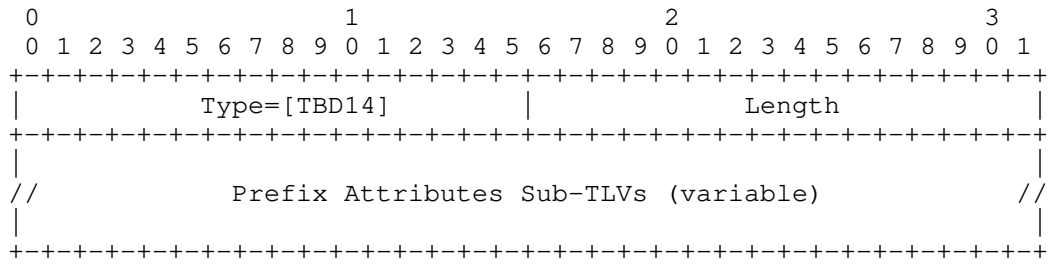 0                   1                   2                   3
 0 1 2 3 4 5 6 7 8 9 0 1 2 3 4 5 6 7 8 9 0 1 2 3 4 5 6 7 8 9 0 1
+-+-+-+-+-+-+-+-+-+-+-+-+-+-+-+-+-+-+-+-+-+-+-+-+-+-+-+-+-+-+-+-+
|           Type=[TBD14]        |             Length            |
+-+-+-+-+-+-+-+-+-+-+-+-+-+-+-+-+-+-+-+-+-+-+-+-+-+-+-+-+-+-+-+-+
|                                                               |
//             Prefix Attributes Sub-TLVs (variable)           //
|                                                               |
+-+-+-+-+-+-+-+-+-+-+-+-+-+-+-+-+-+-+-+-+-+-+-+-+-+-+-+-+-+-+-+-+